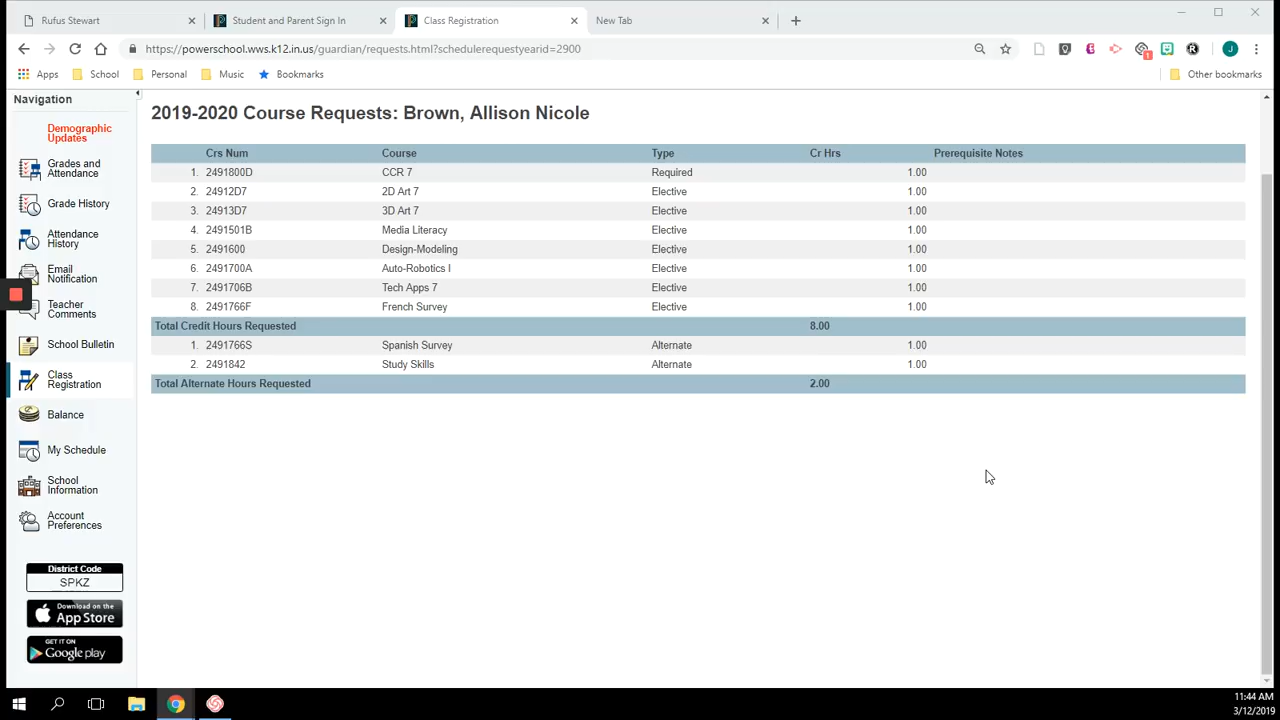 Rufus Stewart
Student and Parent Sign In
Class Registration
New Tab
https://powerschool.wws.k12.in.us/guardian/requests.html?schedulerequestyearid=2900
1
R
J
Apps
School
Personal
Music
Bookmarks
Other bookmarks
Navigation
Demographic
Updates
Grades and
Attendance
Grade History
Attendance
History
Email
Notification
Teacher
Comments
School Bulletin
Class
Registration
Balance
My Schedule
School
Information
Account
Preferences
District Code
SPKZ
Download on the
App Store
GET IT ON
Google play
2019-2020 Course Requests: Brown, Allison Nicole
Crs Num Course Type Cr Hrs Prerequisite Notes
1. 2491800D CCR 7 Required 1.00
2. 24912D7 2D Art 7 Elective 1.00
3. 24913D7 3D Art 7 Elective 1.00
4. 2491501B Media Literacy Elective 1.00
5. 2491600 Design-Modeling Elective 1.00
6. 2491700A Auto-Robotics I Elective 1.00
7. 2491706B Tech Apps 7 Elective 1.00
8. 2491766F French Survey Elective 1.00
Total Credit Hours Requested 8.00
1. 2491766S Spanish Survey Alternate 1.00
2. 2491842 Study Skills Alternate 1.00
Total Alternate Hours Requested 2.00
11:44 AM
3/12/2019